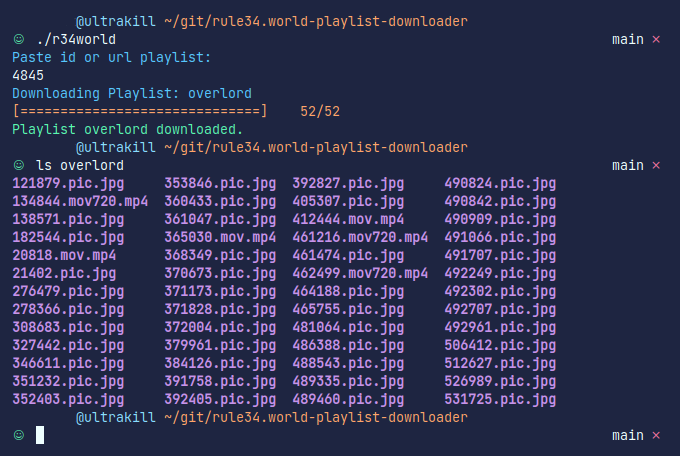 @ultrakill ~/git/rule34.world-playlist-downloader
☺ ./r34world main ×
Paste id or url playlist:
4845
Downloading Playlist: overlord
[==============================] 52/52
Playlist overlord downloaded.
@ultrakill ~/git/rule34.world-playlist-downloader
☺ ls overlord main ×
121879.pic.jpg 353846.pic.jpg 392827.pic.jpg 490824.pic.jpg
134844.mov720.mp4 360433.pic.jpg 405307.pic.jpg 490842.pic.jpg
138571.pic.jpg 361047.pic.jpg 412444.mov.mp4 490909.pic.jpg
182544.pic.jpg 365030.mov.mp4 461216.mov720.mp4 491066.pic.jpg
20818.mov.mp4 368349.pic.jpg 461474.pic.jpg 491707.pic.jpg
21402.pic.jpg 370673.pic.jpg 462499.mov720.mp4 492249.pic.jpg
276479.pic.jpg 371173.pic.jpg 464188.pic.jpg 492302.pic.jpg
278366.pic.jpg 371828.pic.jpg 465755.pic.jpg 492707.pic.jpg
308683.pic.jpg 372004.pic.jpg 481064.pic.jpg 492961.pic.jpg
327442.pic.jpg 379961.pic.jpg 486388.pic.jpg 506412.pic.jpg
346611.pic.jpg 384126.pic.jpg 488543.pic.jpg 512627.pic.jpg
351232.pic.jpg 391758.pic.jpg 489335.pic.jpg 526989.pic.jpg
352403.pic.jpg 392405.pic.jpg 489460.pic.jpg 531725.pic.jpg
@ultrakill ~/git/rule34.world-playlist-downloader
☺ main ×